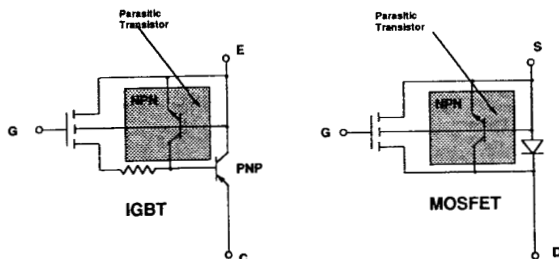 Parasitic
Transistor
E
NPN
G
PNP
IGBT
C
Parasitic
Transistor
S
NPN
G
MOSFET
D